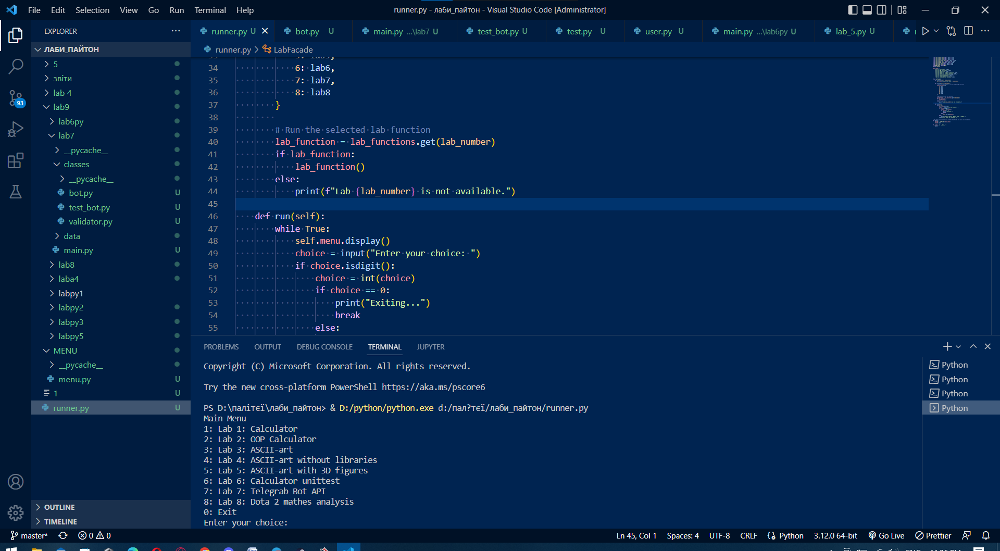 File Edit Selection View Go Run Terminal Help
runner.py - лаби_пайтон - Visual Studio Code [Administrator]
EXPLORER
runner.py U
bot.py U
main.py ...\lab7 U
test_bot.py U
test.py U
user.py U
main.py ...\lab6py U
lab_5.py U
ЛАБИ_ПАЙТОН
runner.py > LabFacade
5
звіти
lab 4
lab9
lab6py
lab7
__pycache__
classes
__pycache__
bot.py U
test_bot.py U
validator.py U
data
main.py U
lab8
laba4
labpy1
labpy2
labpy3
labpy5
MENU
__pycache__
menu.py U
1 U
runner.py U
OUTLINE
TIMELINE
93
34 6: lab6,
35 7: lab7,
36 8: lab8
37 }
38
39 # Run the selected lab function
40 lab_function = lab_functions.get(lab_number)
41 if lab_function:
42 lab_function()
43 else:
44 print(f"Lab {lab_number} is not available.")
45
46 def run(self):
47 while True:
48 self.menu.display()
49 choice = input("Enter your choice: ")
50 if choice.isdigit():
51 choice = int(choice)
52 if choice == 0:
53 print("Exiting...")
54 break
55 else:
PROBLEMS OUTPUT DEBUG CONSOLE TERMINAL JUPYTER
Copyright (C) Microsoft Corporation. All rights reserved.
Try the new cross-platform PowerShell https://aka.ms/pscore6
PS D:\палітєї\лаби_пайтон> & D:/python/python.exe d:/пал?тєї/лаби_пайтон/runner.py
Main Menu
1: Lab 1: Calculator
2: Lab 2: OOP Calculator
3: Lab 3: ASCII-art
4: Lab 4: ASCII-art without libraries
5: Lab 5: ASCII-art with 3D figures
6: Lab 6: Calculator unittest
7: Lab 7: Telegrab Bot API
8: Lab 8: Dota 2 mathes analysis
0: Exit
Enter your choice:
Python
Python
Python
Python
master* 0 0
Ln 45, Col 1 Spaces: 4 UTF-8 CRLF Python 3.12.0 64-bit Go Live Prettier